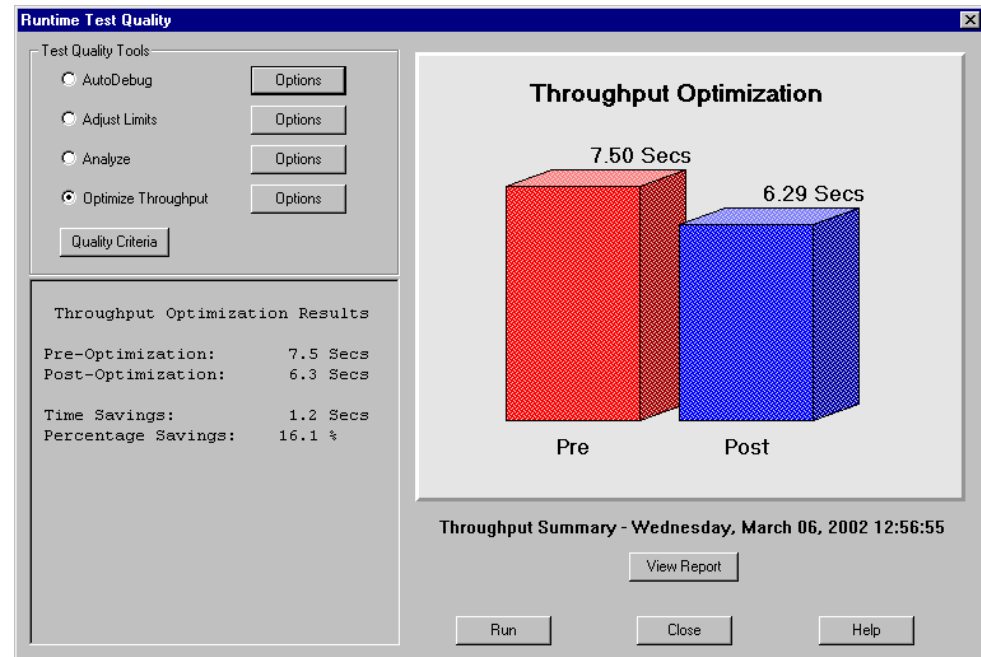 Runtime Test Quality
Test Quality Tools
AutoDebug Options
Adjust Limits Options
Analyze Options
Optimize Throughput Options
Quality Criteria
Throughput Optimization Results
Pre-Optimization: 7.5 Secs
Post-Optimization: 6.3 Secs
Time Savings: 1.2 Secs
Percentage Savings: 16.1 %
Throughput Optimization
7.50 Secs
6.29 Secs
Pre Post
Throughput Summary - Wednesday, March 06, 2002 12:56:55
View Report
Run Close Help